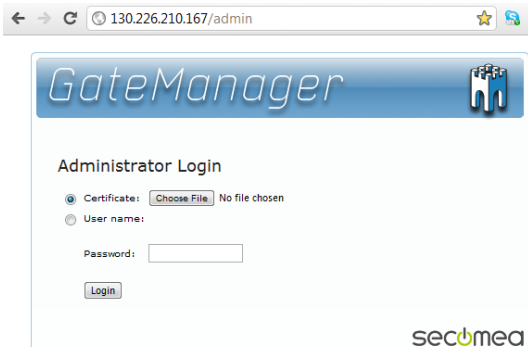 130.226.210.167/admin
GateManager
Administrator Login
Certificate: Choose File No file chosen
User name:
Password:
Login
secomea